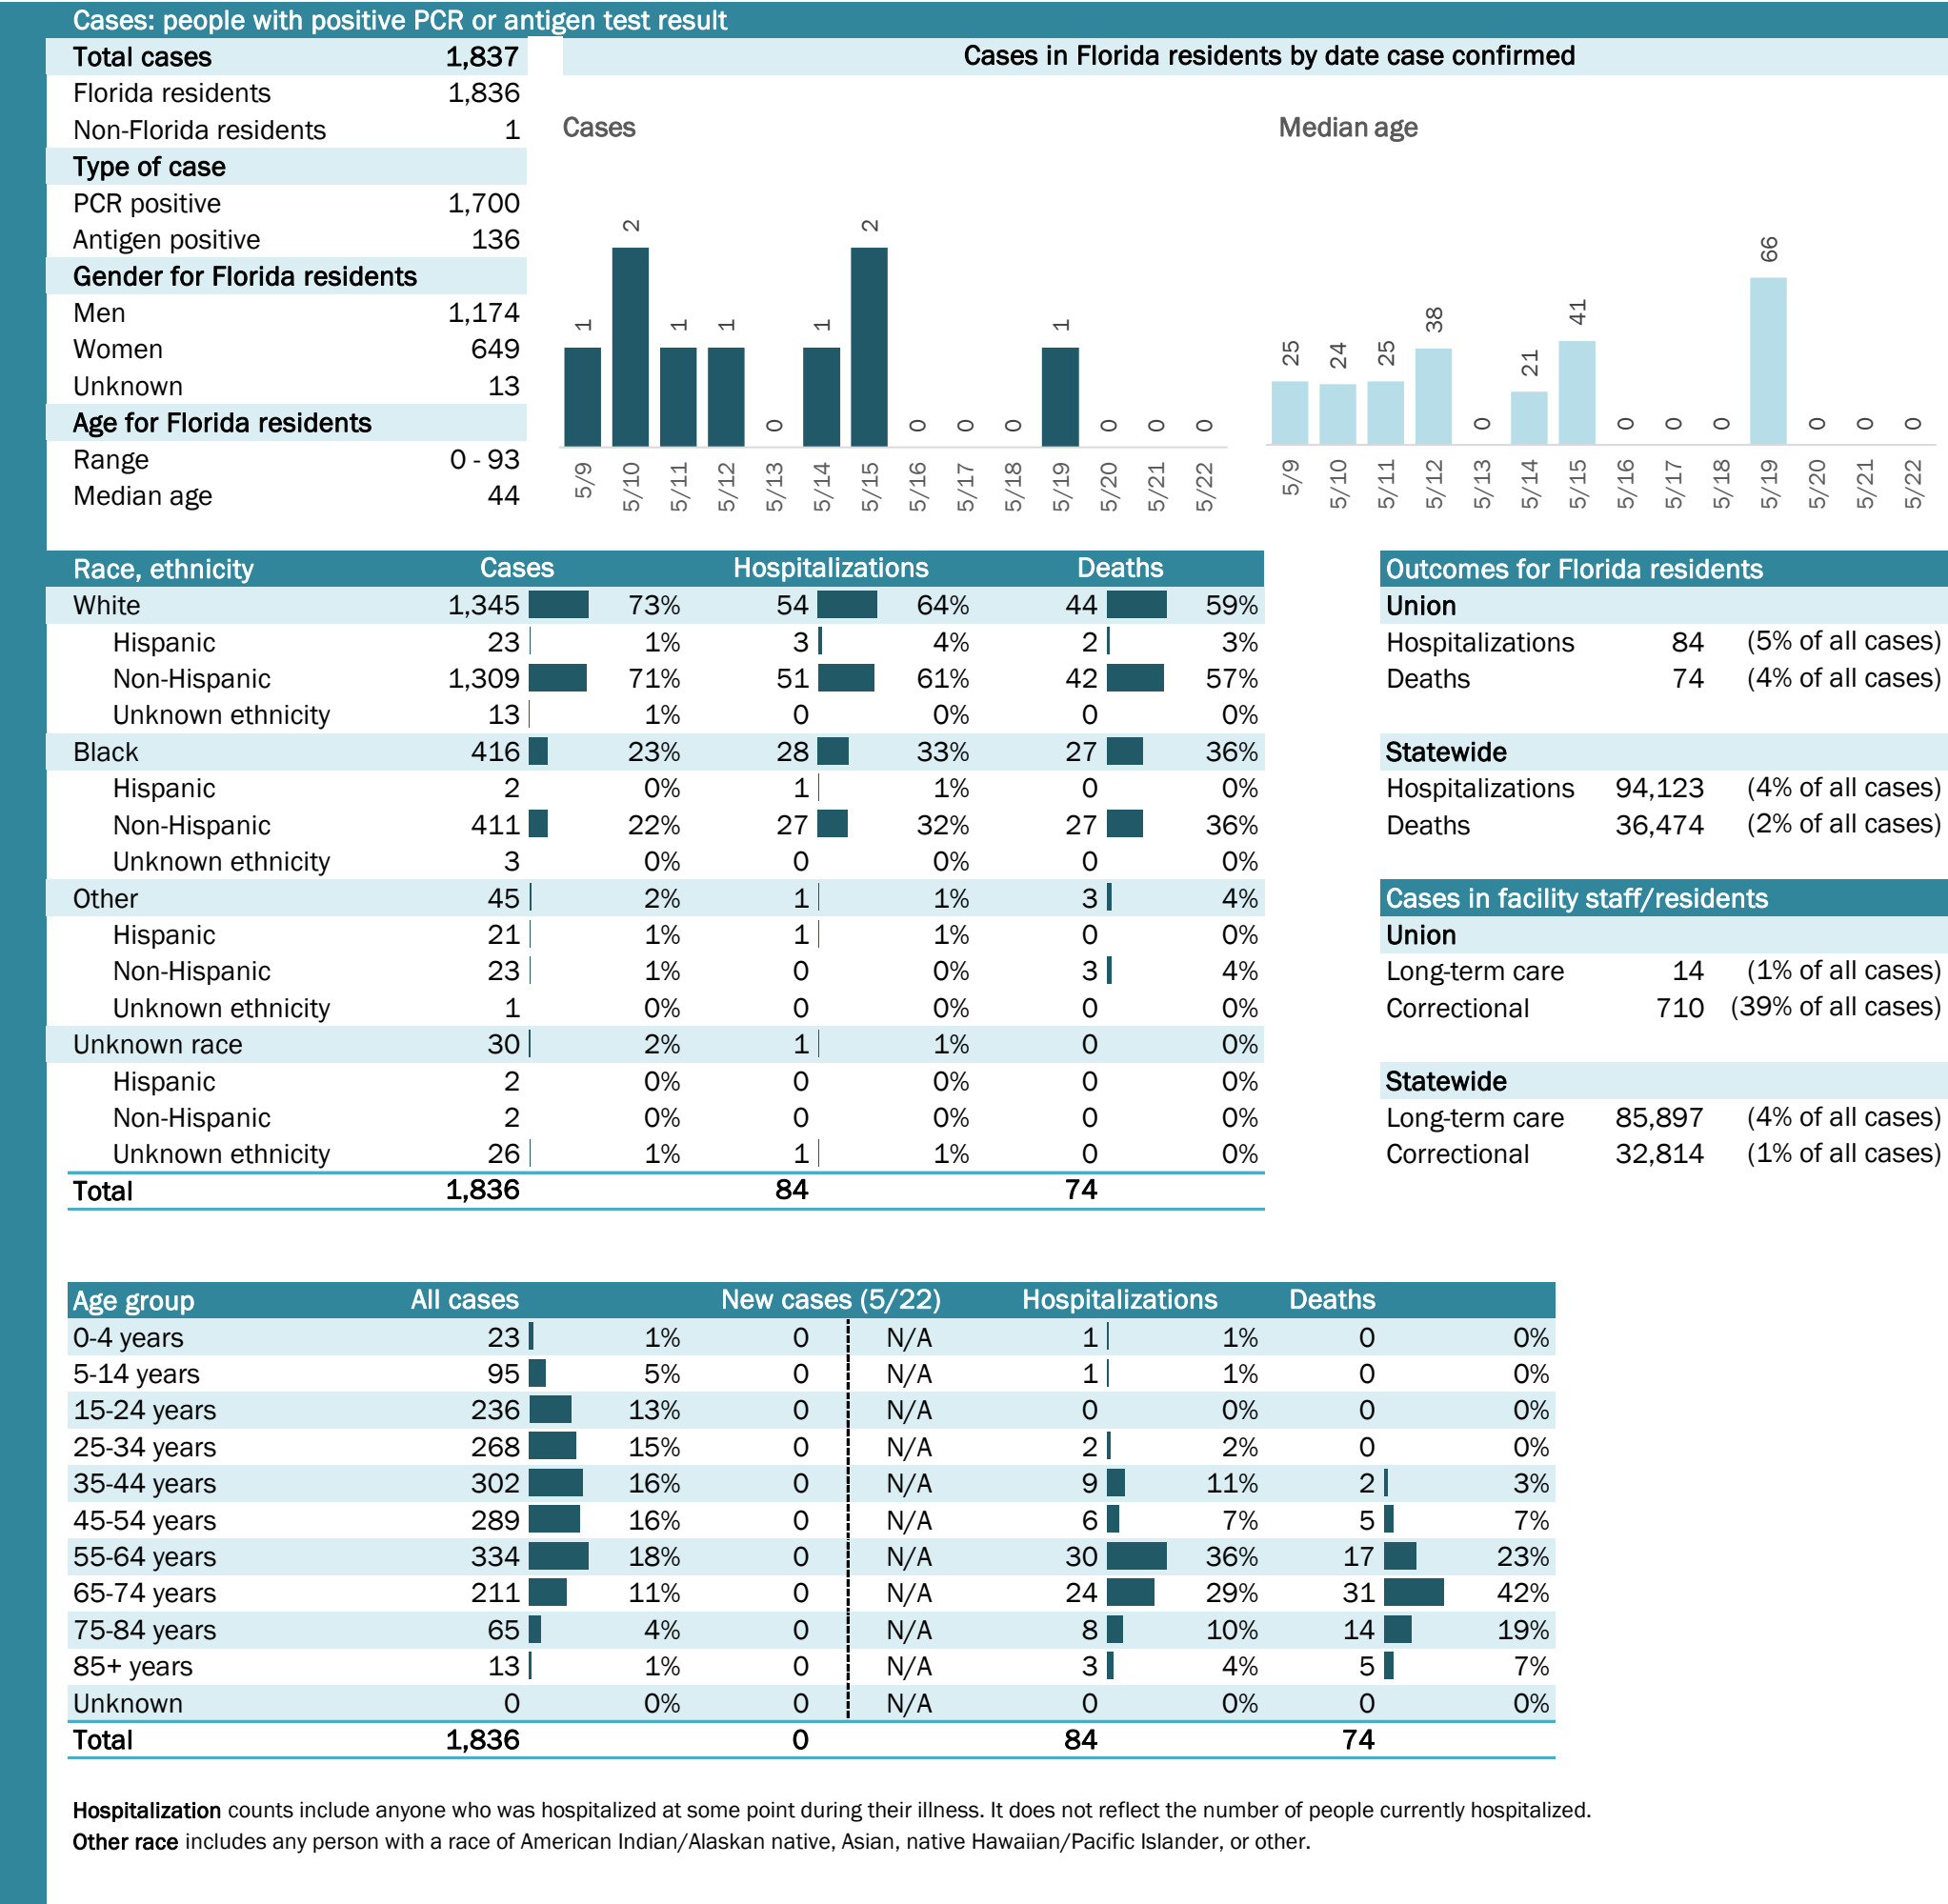 Cases: people with positive PCR or antigen test result
Total cases 1,837
Florida residents 1,836
Non-Florida residents 1
Type of case
PCR positive 1,700
Antigen positive 136
Gender for Florida residents
Men 1,174
Women 649
Unknown 13
Age for Florida residents
Range 0 - 93
Median age 44
Cases in Florida residents by date case confirmed
Cases
1 2 1 1 0 1 2 0 0 0 1 0 0 0
5/9 5/10 5/11 5/12 5/13 5/14 5/15 5/16 5/17 5/18 5/19 5/20 5/21 5/22
Median age
25 24 25 38 0 21 41 0 0 0 66 0 0 0
5/9 5/10 5/11 5/12 5/13 5/14 5/15 5/16 5/17 5/18 5/19 5/20 5/21 5/22
Race, ethnicity Cases Hospitalizations Deaths
White 1,345 73% 54 64% 44 59%
Hispanic 23 1% 3 4% 2 3%
Non-Hispanic 1,309 71% 51 61% 42 57%
Unknown ethnicity 13 1% 0 0% 0 0%
Black 416 23% 28 33% 27 36%
Hispanic 2 0% 1 1% 0 0%
Non-Hispanic 411 22% 27 32% 27 36%
Unknown ethnicity 3 0% 0 0% 0 0%
Other 45 2% 1 1% 3 4%
Hispanic 21 1% 1 1% 0 0%
Non-Hispanic 23 1% 0 0% 3 4%
Unknown ethnicity 1 0% 0 0% 0 0%
Unknown race 30 2% 1 1% 0 0%
Hispanic 2 0% 0 0% 0 0%
Non-Hispanic 2 0% 0 0% 0 0%
Unknown ethnicity 26 1% 1 1% 0 0%
Total 1,836 84 74
Outcomes for Florida residents
Union
Hospitalizations 84 (5% of all cases)
Deaths 74 (4% of all cases)
Statewide
Hospitalizations 94,123 (4% of all cases)
Deaths 36,474 (2% of all cases)
Cases in facility staff/residents
Union
Long-term care 14 (1% of all cases)
Correctional 710 (39% of all cases)
Statewide
Long-term care 85,897 (4% of all cases)
Correctional 32,814 (1% of all cases)
Age group All cases New cases (5/22) Hospitalizations Deaths
0-4 years 23 1% 0 N/A 1 1% 0 0%
5-14 years 95 5% 0 N/A 1 1% 0 0%
15-24 years 236 13% 0 N/A 0 0% 0 0%
25-34 years 268 15% 0 N/A 2 2% 0 0%
35-44 years 302 16% 0 N/A 9 11% 2 3%
45-54 years 289 16% 0 N/A 6 7% 5 7%
55-64 years 334 18% 0 N/A 30 36% 17 23%
65-74 years 211 11% 0 N/A 24 29% 31 42%
75-84 years 65 4% 0 N/A 8 10% 14 19%
85+ years 13 1% 0 N/A 3 4% 5 7%
Unknown 0 0% 0 N/A 0 0% 0 0%
Total 1,836 0 84 74
Hospitalization counts include anyone who was hospitalized at some point during their illness. It does not reflect the number of people currently hospitalized.
Other race includes any person with a race of American Indian/Alaskan native, Asian, native Hawaiian/Pacific Islander, or other.